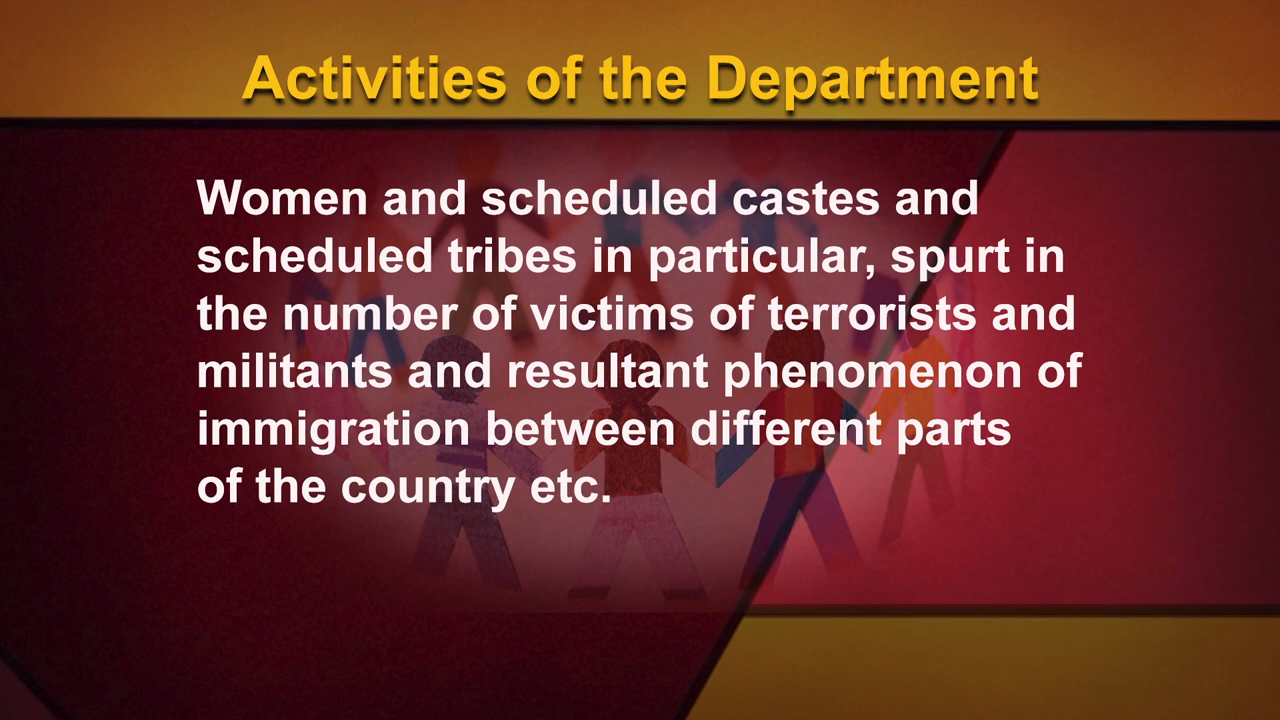 Activities of the Department
Women and scheduled castes and
scheduled tribes in particular, spurt in
the number of victims of terrorists and
militants and resultant phenomenon of
immigration between different parts
of the country etc.